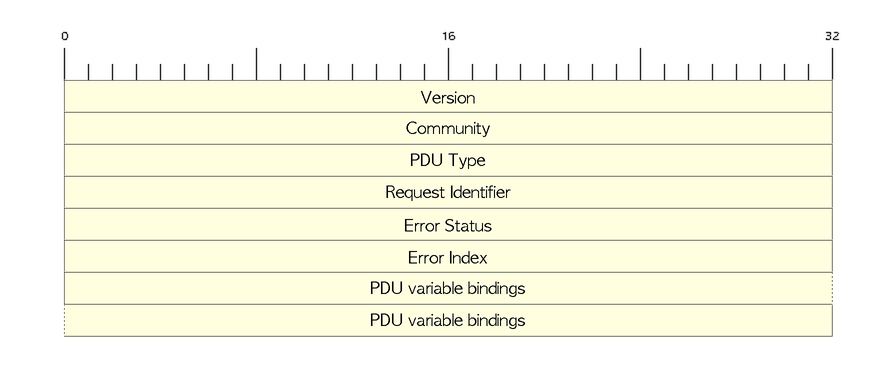 0 16 32
Version
Community
PDU Type
Request Identifier
Error Status
Error Index
PDU variable bindings
PDU variable bindings